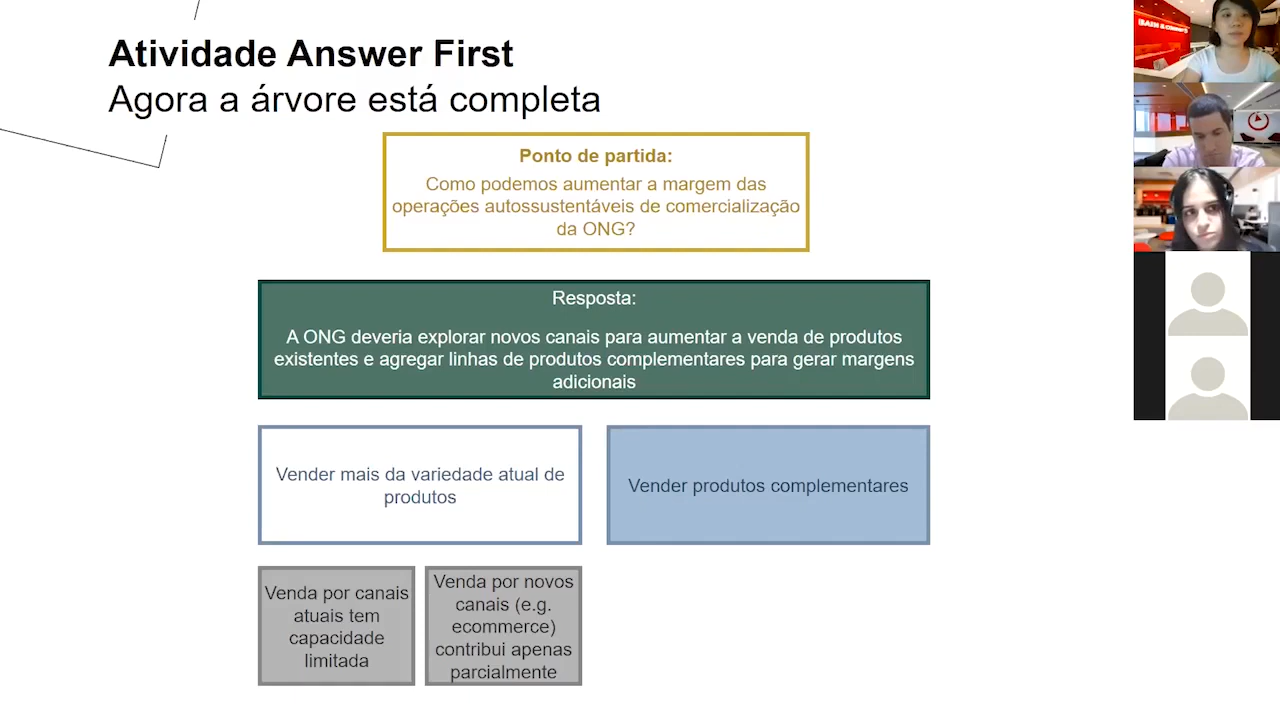 Atividade Answer First
Agora a árvore está completa
Ponto de partida:
Como podemos aumentar a margem das
operações autossustentáveis de comercialização
da ONG?
Resposta:
A ONG deveria explorar novos canais para aumentar a venda de produtos
existentes e agregar linhas de produtos complementares para gerar margens
adicionais
Vender mais da variedade atual de
produtos
Vender produtos complementares
Venda por canais
atuais tem
capacidade
limitada
Venda por novos
canais (e.g.
ecommerce)
contribui apenas
parcialmente